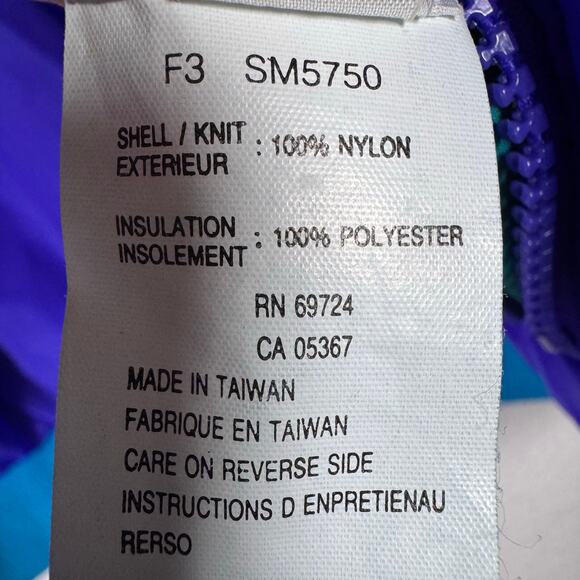 F3 SM5750
SHELL / KNIT
EXTERIEUR : 100% NYLON
INSULATION
INSOLEMENT : 100% POLYESTER
RN 69724
CA 05367
MADE IN TAIWAN
FABRIQUE EN TAIWAN
CARE ON REVERSE SIDE
INSTRUCTIONS D ENPRETIENAU
RERSO